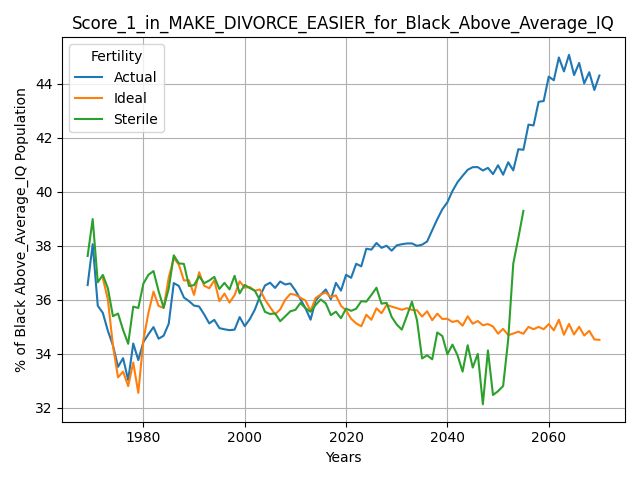 Score_1_in_MAKE_DIVORCE_EASIER_for_Black_Above_Average_IQ
Fertility
Actual
Ideal
Sterile
% of Black Above_Average_IQ Population
44
42
40
38
36
34
32
1980
2000
2020
2040
2060
Years